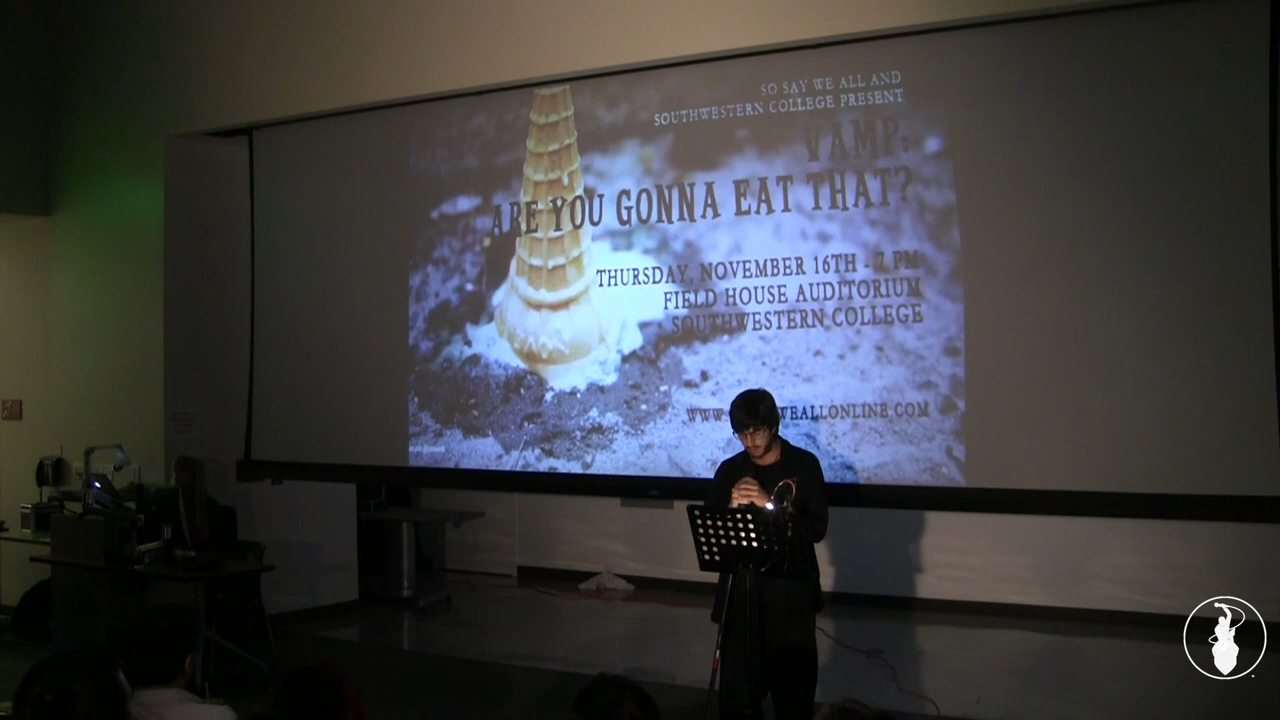 SO SAY WE ALL AND
SOUTHWESTERN COLLEGE PRESENT
VAMP:
ARE YOU GONNA EAT THAT?
THURSDAY, NOVEMBER 16TH - 7 PM
FIELD HOUSE AUDITORIUM
SOUTHWESTERN COLLEGE